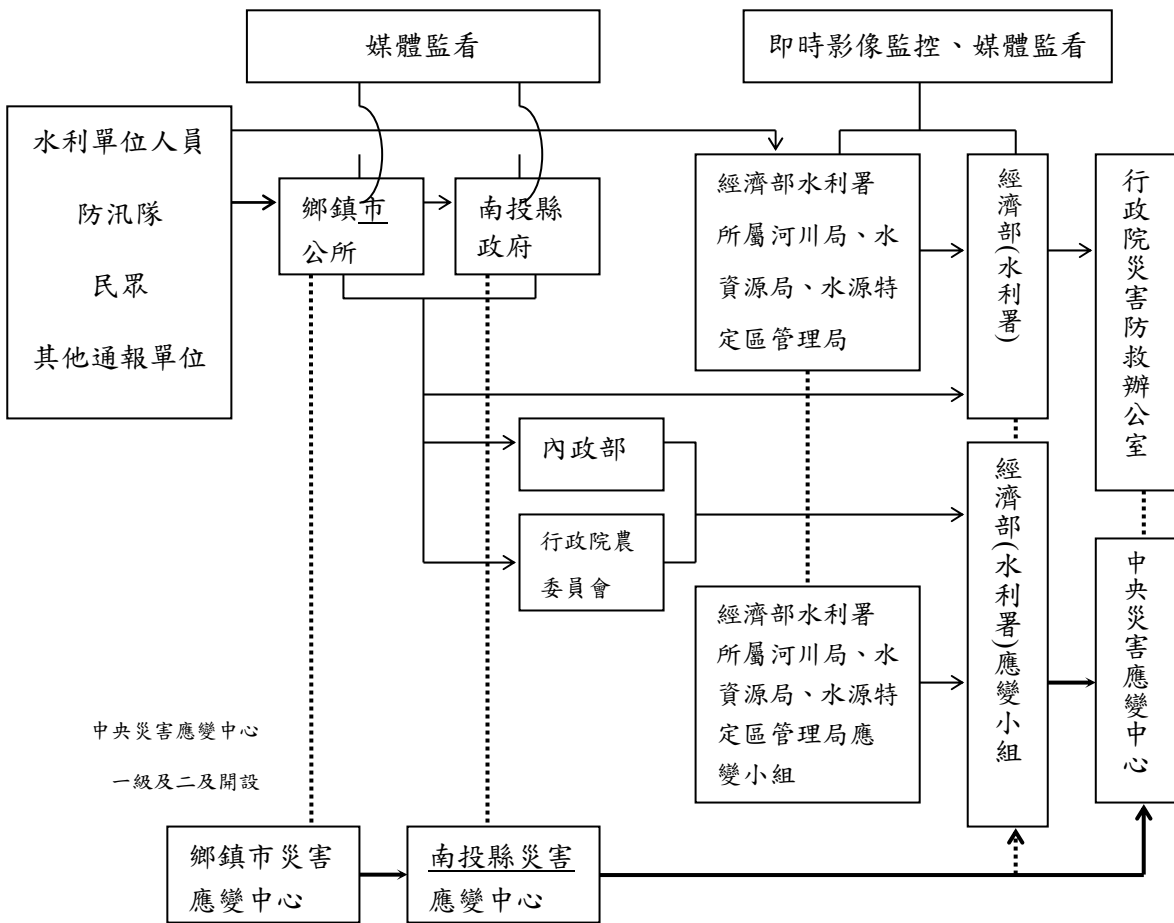 媒體監看
即時影像監控、媒體監看
水利單位人員
防汛隊
民眾
其他通報單位
鄉鎮市
公所
南投縣
政府
經濟部水利署
所屬河川局、水
資源局、水源特
定區管理局
經濟部(水利署)
行政院災害防救辦公室
內政部
行政院農
委員會
經濟部水利署
所屬河川局、水
資源局、水源特
定區管理局應
變小組
經濟部(水利署)應變小組
中央災害應變中心
中央災害應變中心
一級及二及開設
鄉鎮市災害
應變中心
南投縣災害
應變中心